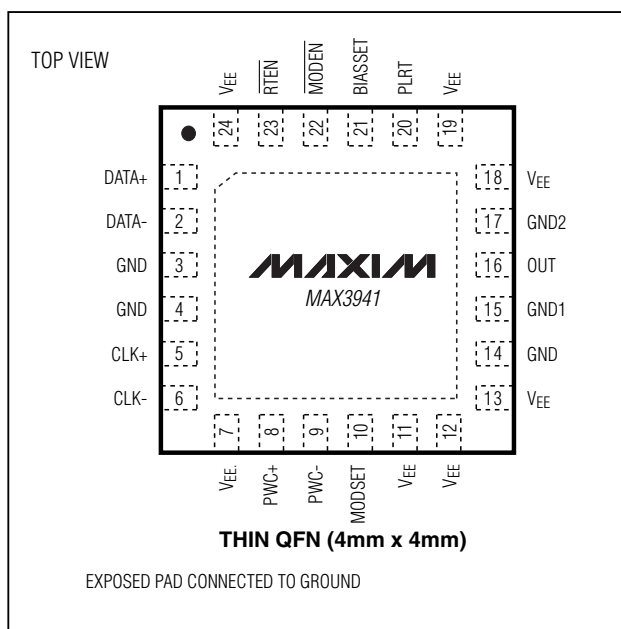 TOP VIEW
VEE
RTEN
MODEN
BIASSET
PLRT
VEE
24
23
22
21
20
19
DATA+ 1
DATA- 2
GND 3
GND 4
CLK+ 5
CLK- 6
18 VEE
17 GND2
16 OUT
15 GND1
14 GND
13 VEE
MAXIM
MAX3941
7
8
9
10
11
12
VEE.
PWC+
PWC-
MODSET
VEE
VEE
THIN QFN (4mm x 4mm)
EXPOSED PAD CONNECTED TO GROUND